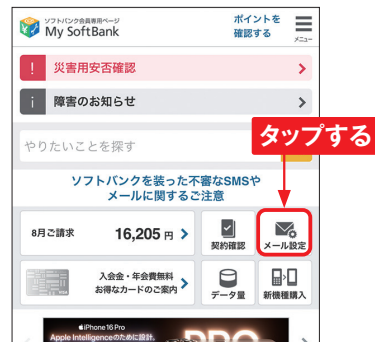 ソフトバンク会員専用ページ
My SoftBank
ポイントを
確認する
メニュー
! 災害用安否確認
i 障害のお知らせ
やりたいことを探す
タップする
ソフトバンクを装った不審なSMSや
メールに関するご注意
8月ご請求 16,205 円
契約確認
メール設定
入会金・年会費無料
お得なカードのご案内
データ量
新機種購入
iPhone 16 Pro
Apple Intelligenceのために設計。
PRO